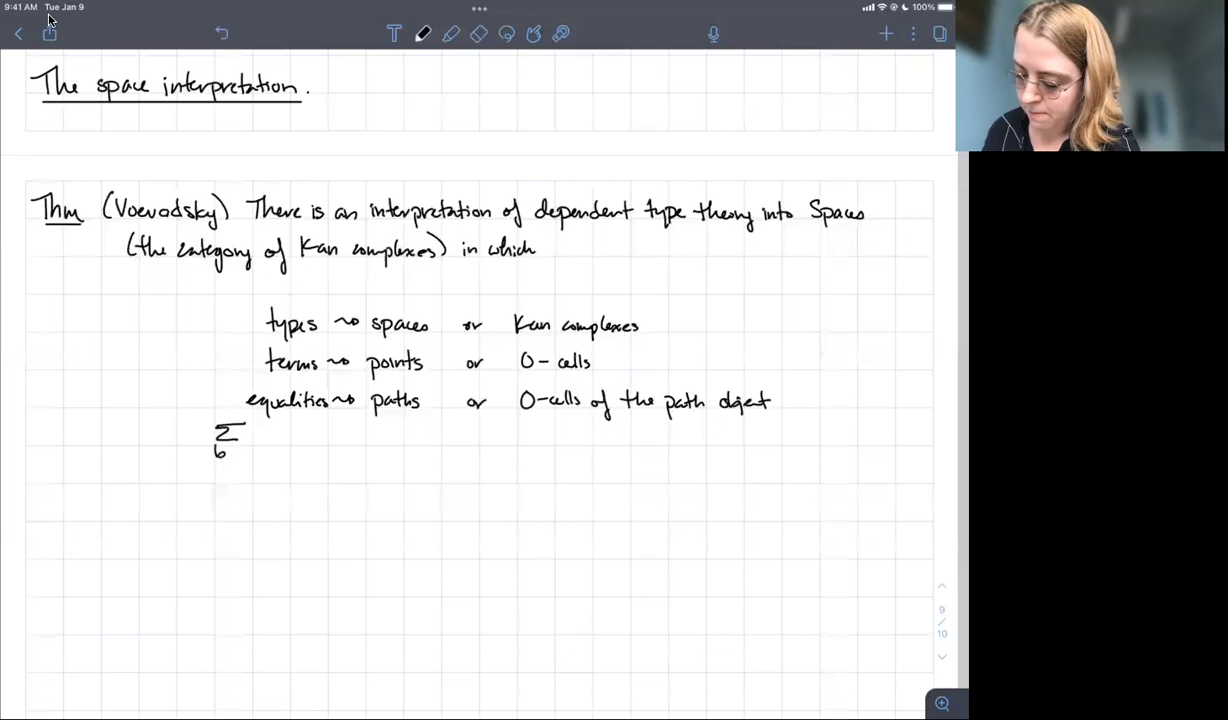 9:41 AM Tue Jan 9
100%
The space interpretation.
Thm (Voevodsky) There is an interpretation of dependent type theory into Spaces
(the category of Kan complexes) in which
types ⇝ spaces or Kan complexes
terms ⇝ points or 0-cells
equalities ⇝ paths or 0-cells of the path object
Σ
b
9
/
10